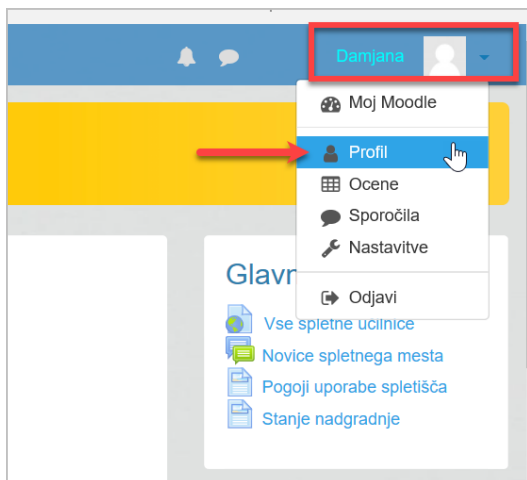 Damjana
Moj Moodle
Profil
Ocene
Sporočila
Nastavitve
Odjavi
Glavn
Vse spletne učilnice
Novice spletnega mesta
Pogoji uporabe spletišča
Stanje nadgradnje